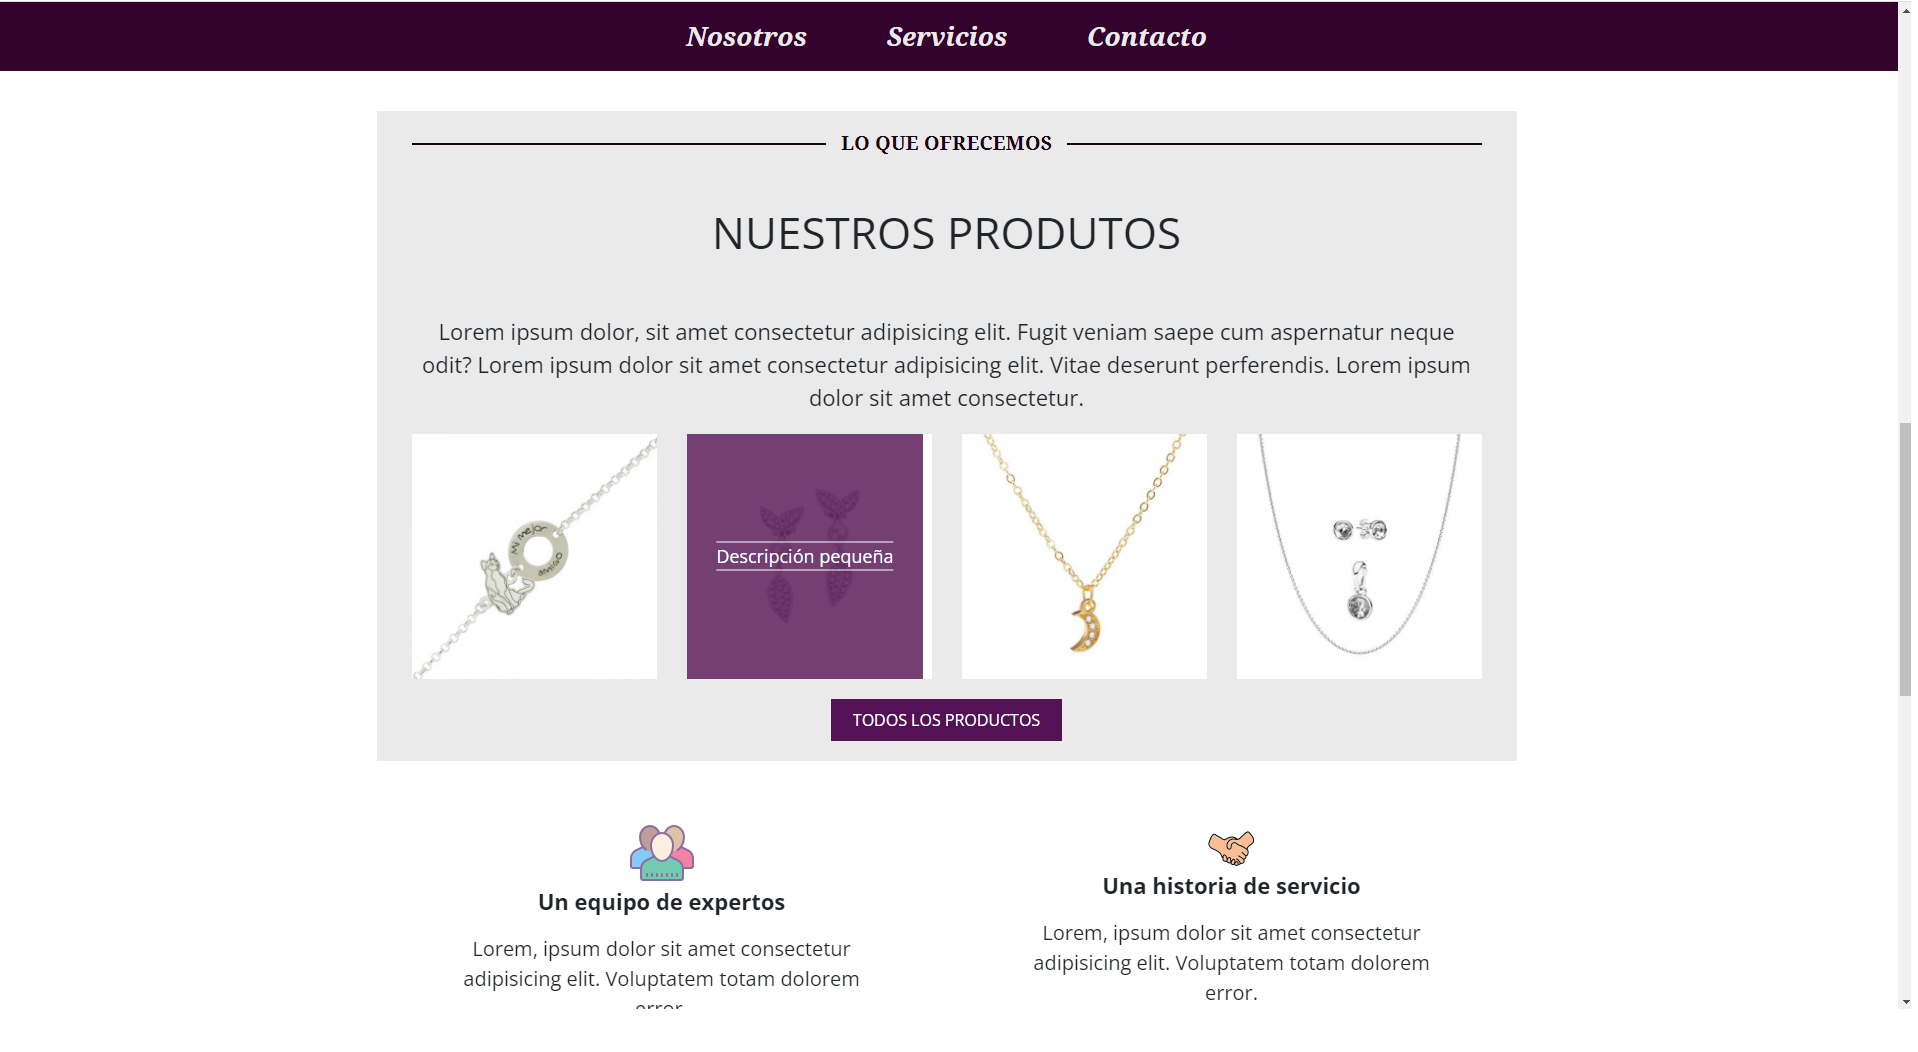 Nosotros Servicios Contacto
LO QUE OFRECEMOS
NUESTROS PRODUTOS
Lorem ipsum dolor, sit amet consectetur adipisicing elit. Fugit veniam saepe cum aspernatur neque
odit? Lorem ipsum dolor sit amet consectetur adipisicing elit. Vitae deserunt perferendis. Lorem ipsum
dolor sit amet consectetur.
mi mejor
amigo
Descripción pequeña
TODOS LOS PRODUCTOS
Un equipo de expertos
Lorem, ipsum dolor sit amet consectetur
adipisicing elit. Voluptatem totam dolorem
error.
Una historia de servicio
Lorem, ipsum dolor sit amet consectetur
adipisicing elit. Voluptatem totam dolorem
error.